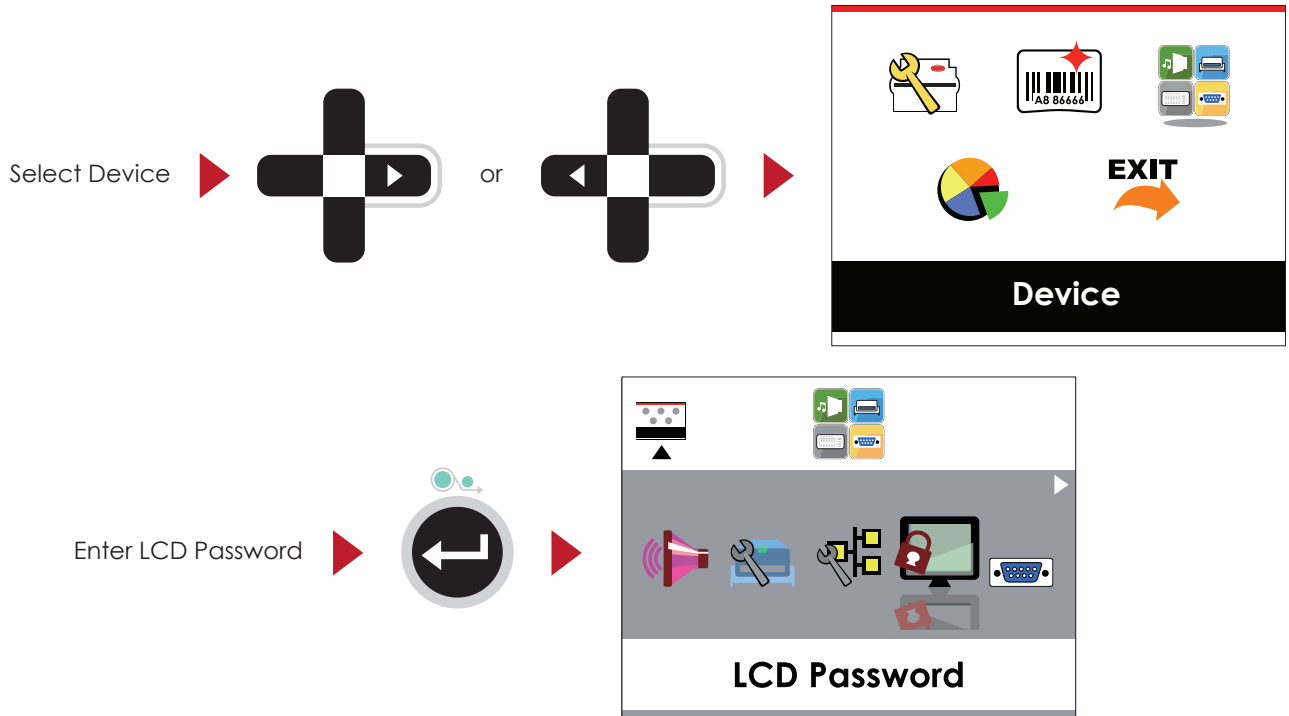 Select Device
or
A8 86666
EXIT
Device
Enter LCD Password
LCD Password